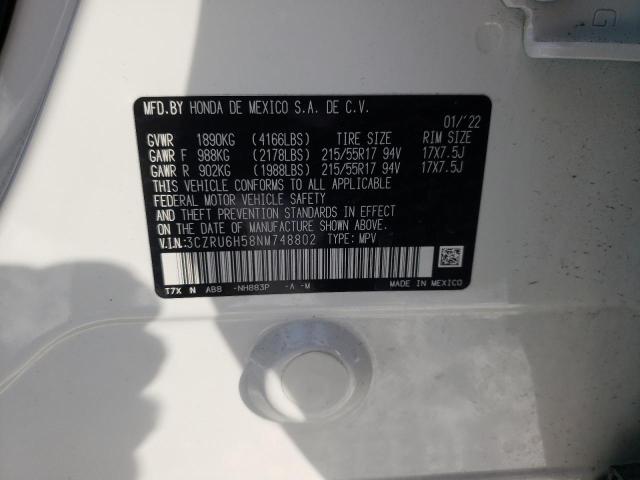 MFD.BY HONDA DE MEXICO S.A. DE C.V.
01/'22
GVWR 1890KG (4166LBS) TIRE SIZE RIM SIZE
GAWR F 988KG (2178LBS) 215/55R17 94V 17X7.5J
GAWR R 902KG (1988LBS) 215/55R17 94V 17X7.5J
THIS VEHICLE CONFORMS TO ALL APPLICABLE
FEDERAL MOTOR VEHICLE SAFETY
AND THEFT PREVENTION STANDARDS IN EFFECT
ON THE DATE OF MANUFACTURE SHOWN ABOVE.
V.I.N.: 3CZRU6H58NM748802 TYPE: MPV
T7X N AB8 -NH883P -A -M MADE IN MEXICO